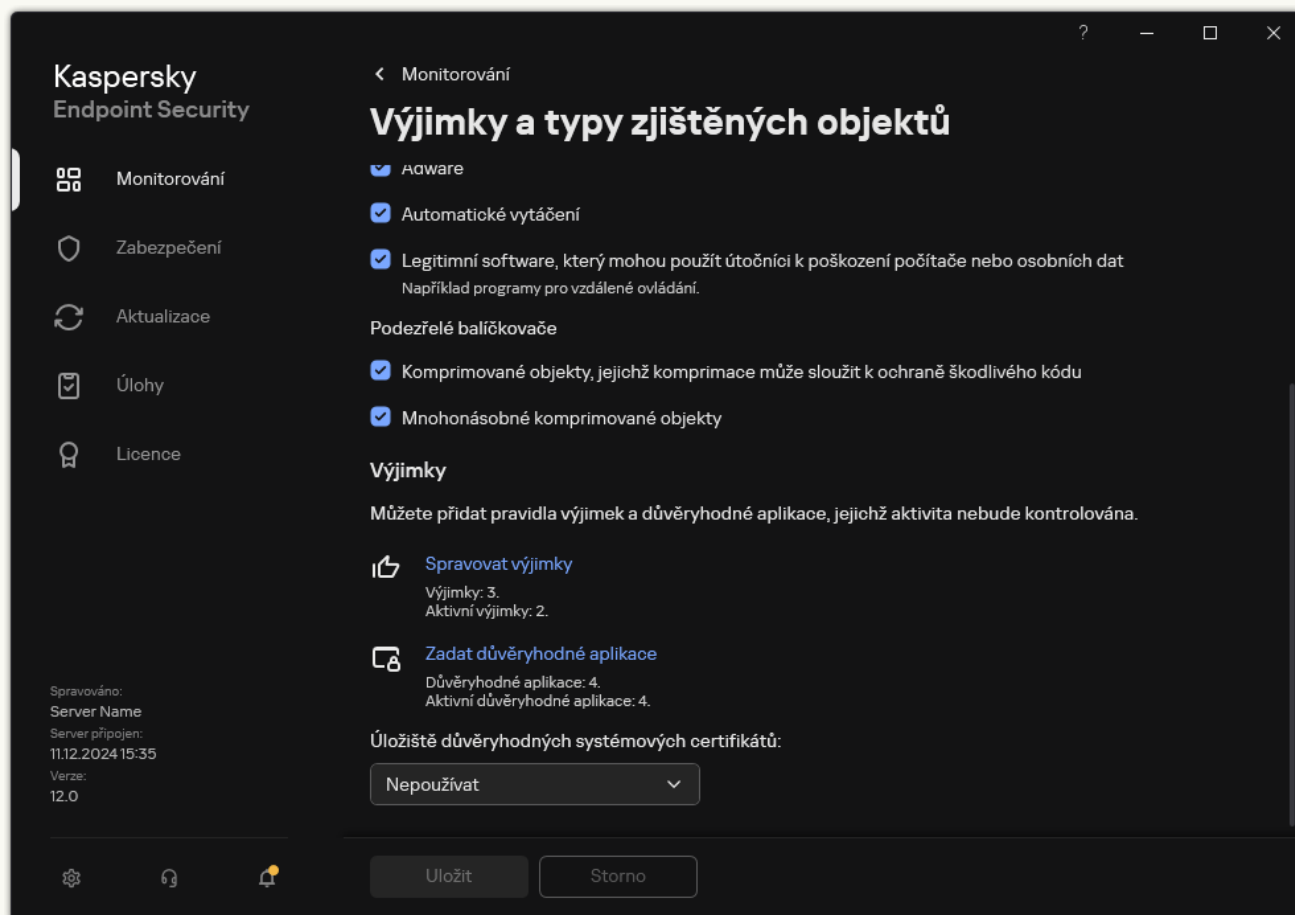 ?
Kaspersky
Endpoint Security
Monitorování
Zabezpečení
Aktualizace
Úlohy
Licence
Spravováno:
Server Name
Server připojen:
11.12.2024 15:35
Verze:
12.0
Monitorování
Výjimky a typy zjištěných objektů
Adware
Automatické vytáčení
Legitimní software, který mohou použít útočníci k poškození počítače nebo osobních dat
Například programy pro vzdálené ovládání.
Podezřelé balíčkovače
Komprimované objekty, jejichž komprimace může sloužit k ochraně škodlivého kódu
Mnohonásobné komprimované objekty
Výjimky
Můžete přidat pravidla výjimek a důvěryhodné aplikace, jejichž aktivita nebude kontrolována.
Spravovat výjimky
Výjimky: 3.
Aktivní výjimky: 2.
Zadat důvěryhodné aplikace
Důvěryhodné aplikace: 4.
Aktivní důvěryhodné aplikace: 4.
Úložiště důvěryhodných systémových certifikátů:
Nepoužívat
Uložit
Storno